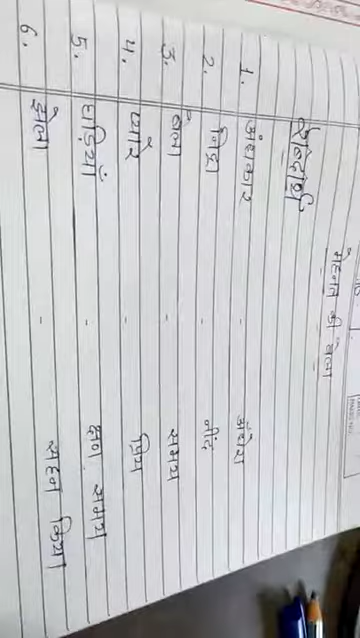 मेहनत की बेला
शब्दार्थ
1. अंधकार - अंधेरा
2. निद्रा - नींद
3. बेला - समय
4. प्यारे - प्रिय
5. घड़ियाँ - क्षण, समय
6. झेला - सहन किया